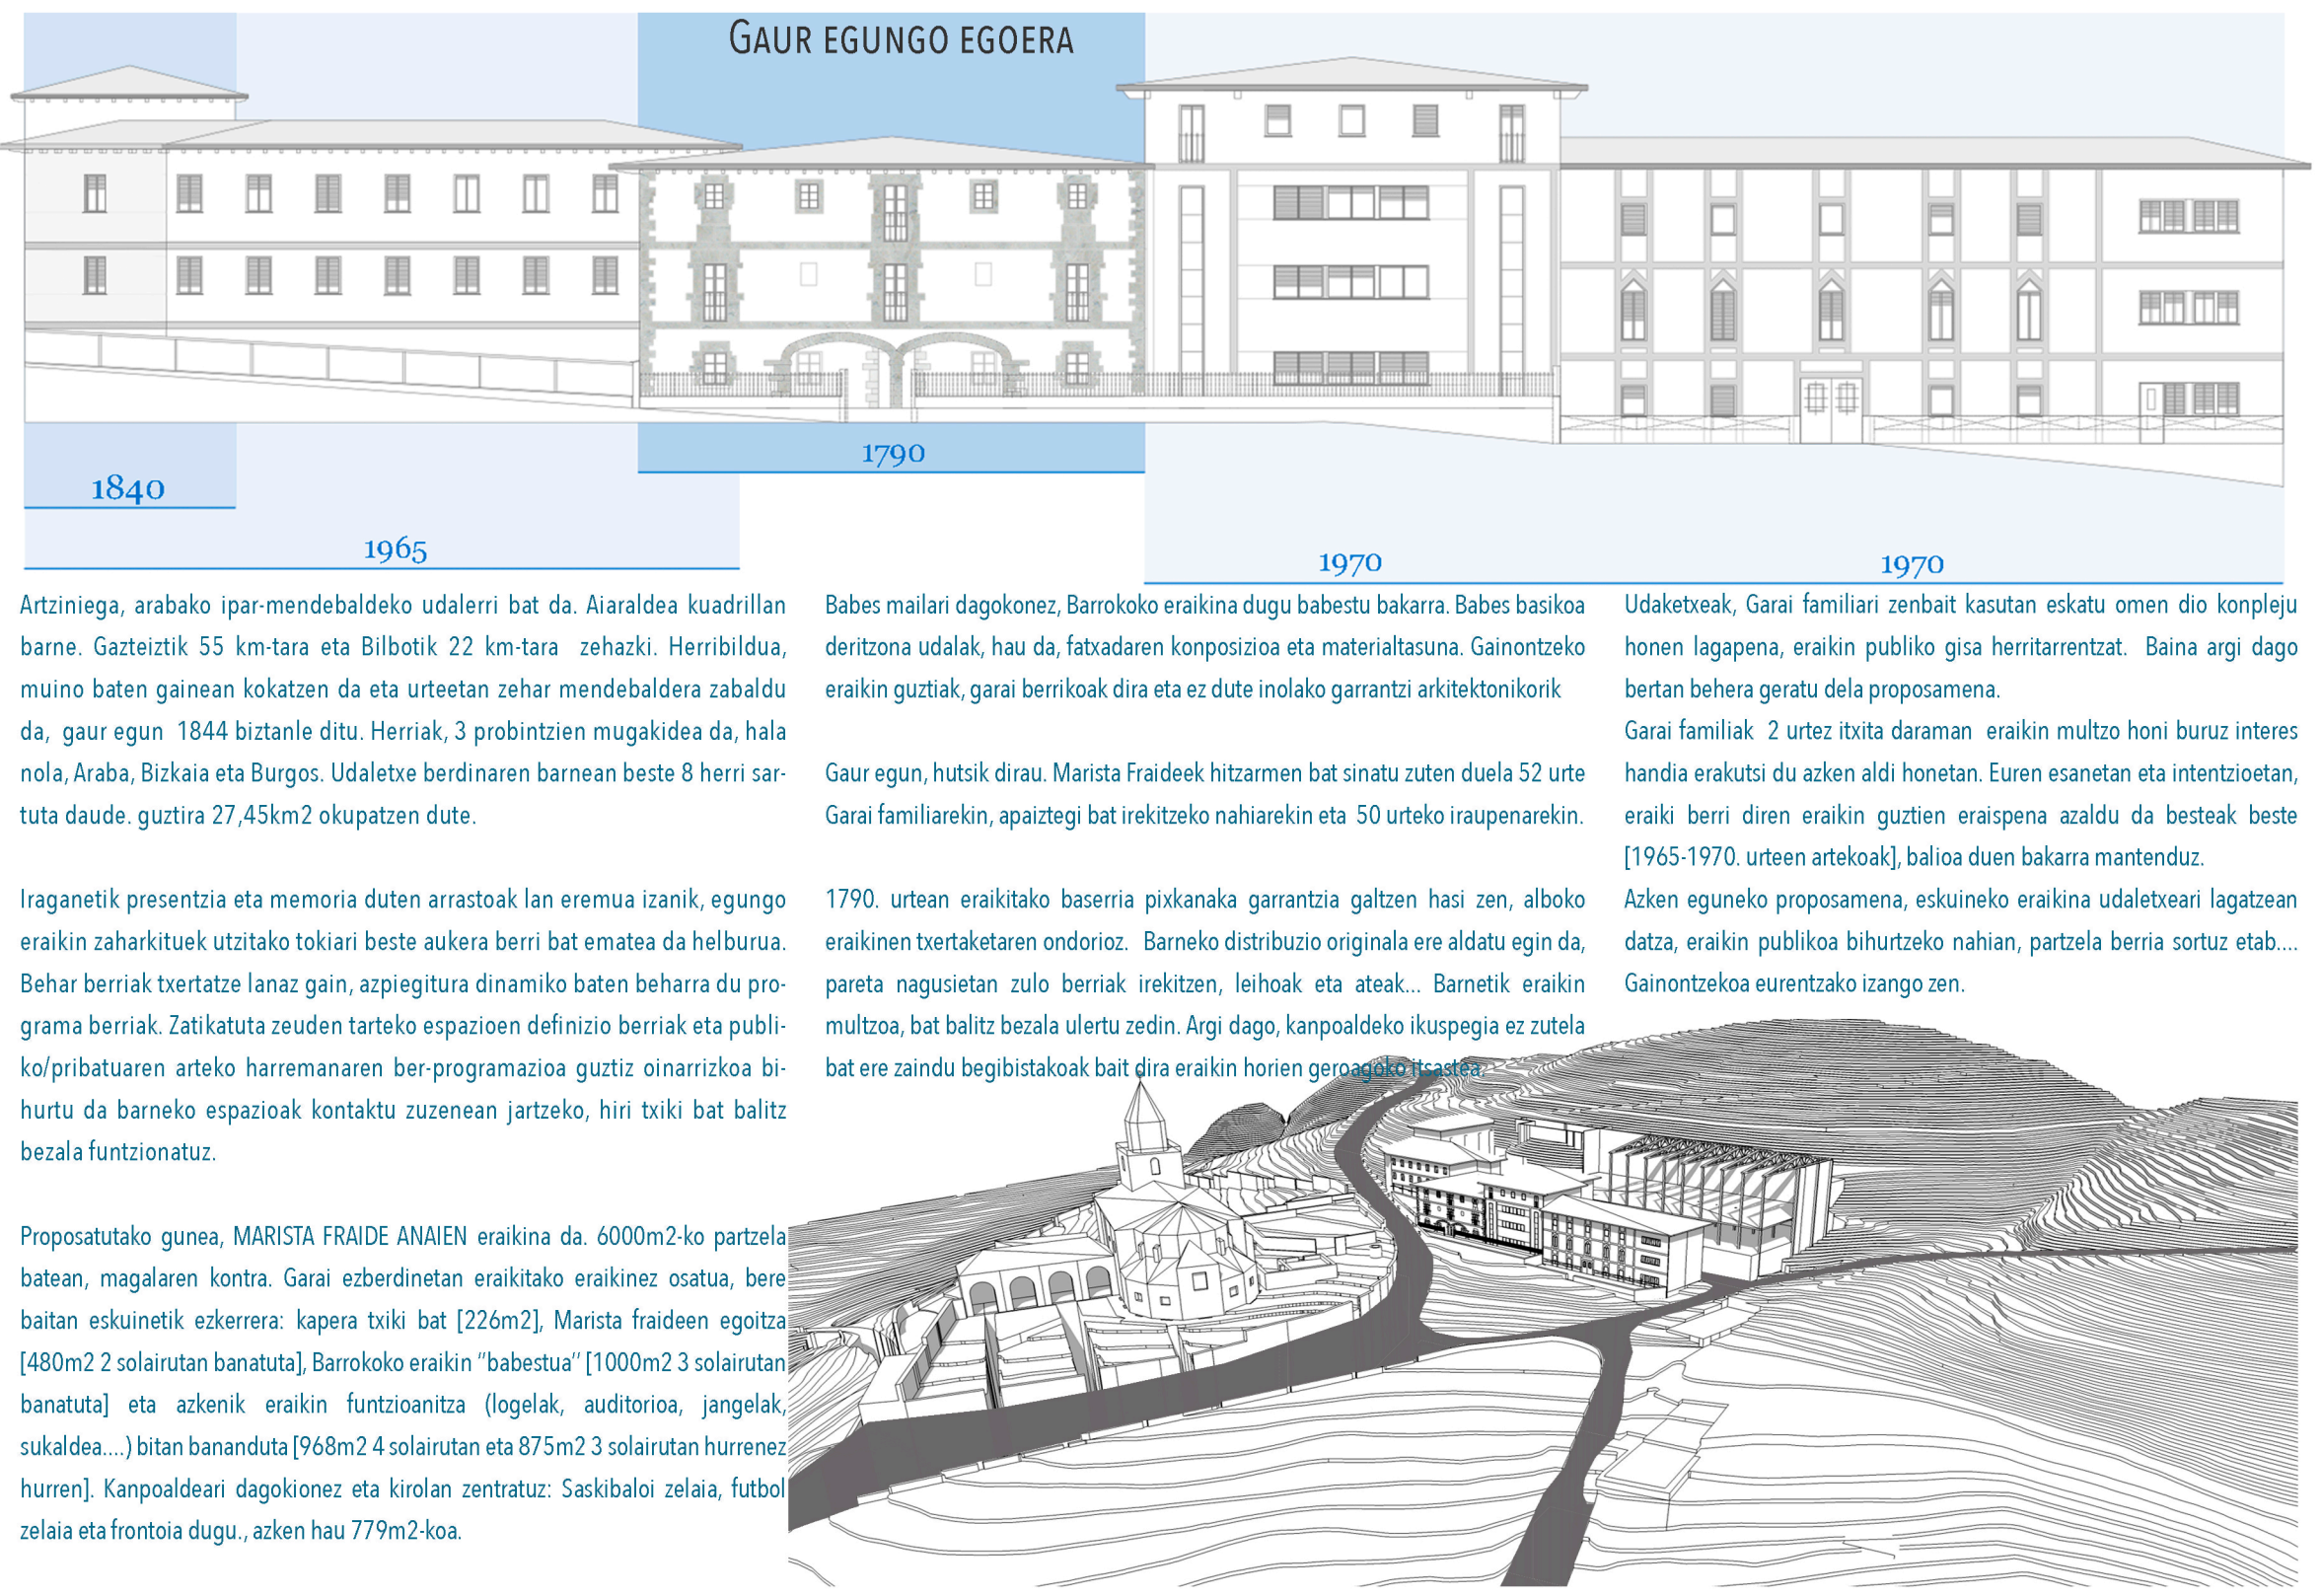 GAUR EGUNGO EGOERA
1790
1840
1965
1970
1970
Artziniega, arabako ipar-mendebaldeko udalerri bat da. Aiaraldea kuadrillan
barne. Gazteiztik 55 km-tara eta Bilbotik 22 km-tara zehazki. Herribildua,
muino baten gainean kokatzen da eta urteetan zehar mendebaldera zabaldu
da, gaur egun 1844 biztanle ditu. Herriak, 3 probintzien mugakidea da, hala
nola, Araba, Bizkaia eta Burgos. Udaletxe berdinaren barnean beste 8 herri sar-
tuta daude. guztira 27,45km2 okupatzen dute.
Iraganetik presentzia eta memoria duten arrastoak lan eremua izanik, egungo
eraikin zaharkituek utzitako tokiari beste aukera berri bat ematea da helburua.
Behar berriak txertatze lanaz gain, azpiegitura dinamiko baten beharra du pro-
grama berriak. Zatikatuta zeuden tarteko espazioen definizio berriak eta publi-
ko/pribatuaren arteko harremanaren ber-programazioa guztiz oinarrizkoa bi-
hurtu da barneko espazioak kontaktu zuzenean jartzeko, hiri txiki bat balitz
bezala funtzionatuz.
Proposatutako gunea, MARISTA FRAIDE ANAIEN eraikina da. 6000m2-ko partzela
batean, magalaren kontra. Garai ezberdinetan eraikitako eraikinez osatua, bere
baitan eskuinetik ezkerrera: kapera txiki bat [226m2], Marista fraideen egoitza
[480m2 2 solairutan banatuta], Barrokoko eraikin ''babestua'' [1000m2 3 solairutan
banatuta] eta azkenik eraikin funtzioanitza (logelak, auditorioa, jangelak,
sukaldea....) bitan bananduta [968m2 4 solairutan eta 875m2 3 solairutan hurrenez
hurren]. Kanpoaldeari dagokionez eta kirolan zentratuz: Saskibaloi zelaia, futbol
zelaia eta frontoia dugu., azken hau 779m2-koa.
Babes mailari dagokonez, Barrokoko eraikina dugu babestu bakarra. Babes basikoa
deritzona udalak, hau da, fatxadaren konposizioa eta materialtasuna. Gainontzeko
eraikin guztiak, garai berrikoak dira eta ez dute inolako garrantzi arkitektonikorik
Gaur egun, hutsik dirau. Marista Fraideek hitzarmen bat sinatu zuten duela 52 urte
Garai familiarekin, apaiztegi bat irekitzeko nahiarekin eta 50 urteko iraupenarekin.
1790. urtean eraikitako baserria pixkanaka garrantzia galtzen hasi zen, alboko
eraikinen txertaketaren ondorioz. Barneko distribuzio originala ere aldatu egin da,
pareta nagusietan zulo berriak irekitzen, leihoak eta ateak... Barnetik eraikin
multzoa, bat balitz bezala ulertu zedin. Argi dago, kanpoaldeko ikuspegia ez zutela
bat ere zaindu begibistakoak bait dira eraikin horien geroagoko itsastea.
Udaketxeak, Garai familiari zenbait kasutan eskatu omen dio konpleju
honen lagapena, eraikin publiko gisa herritarrentzat. Baina argi dago
bertan behera geratu dela proposamena.
Garai familiak 2 urtez itxita daraman eraikin multzo honi buruz interes
handia erakutsi du azken aldi honetan. Euren esanetan eta intentzioetan,
eraiki berri diren eraikin guztien eraispena azaldu da besteak beste
[1965-1970. urteen artekoak], balioa duen bakarra mantenduz.
Azken eguneko proposamena, eskuineko eraikina udaletxeari lagatzean
datza, eraikin publikoa bihurtzeko nahian, partzela berria sortuz etab....
Gainontzekoa eurentzako izango zen.